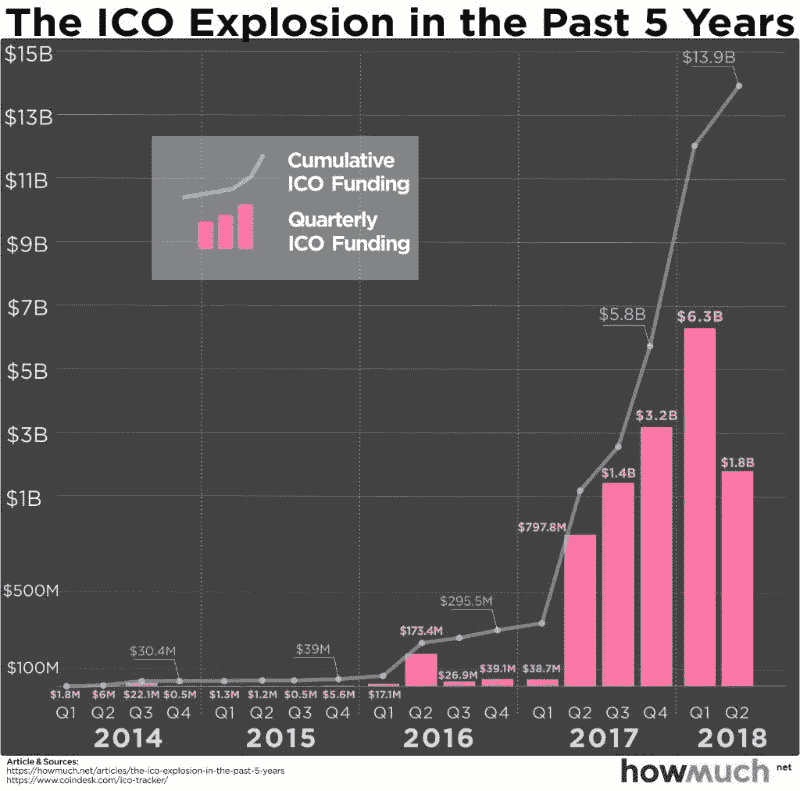 The ICO Explosion in the Past 5 Years
$15B
$13.9B
$13B
Cumulative
ICO Funding
$11B
Quarterly
ICO Funding
$9B
$7B
$5.8B
$6.3B
$5B
$3.2B
$3B
$1.8B
$1.4B
$1B
$797.8M
$500M
$295.5M
$173.4M
$30.4M
$39M
$100M
$26.9M
$39.1M
$38.7M
$1.8M
$6M
$22.1M
$0.5M
$1.3M
$1.2M
$0.5M
$5.6M
$17.1M
Q1 Q2 Q3 Q4 Q1 Q2 Q3 Q4 Q1 Q2 Q3 Q4 Q1 Q2 Q3 Q4 Q1 Q2
2014 2015 2016 2017 2018
Article & Sources:
https://howmuch.net/articles/the-ico-explosion-in-the-past-5-years
https://www.coindesk.com/ico-tracker/
howmuch.net